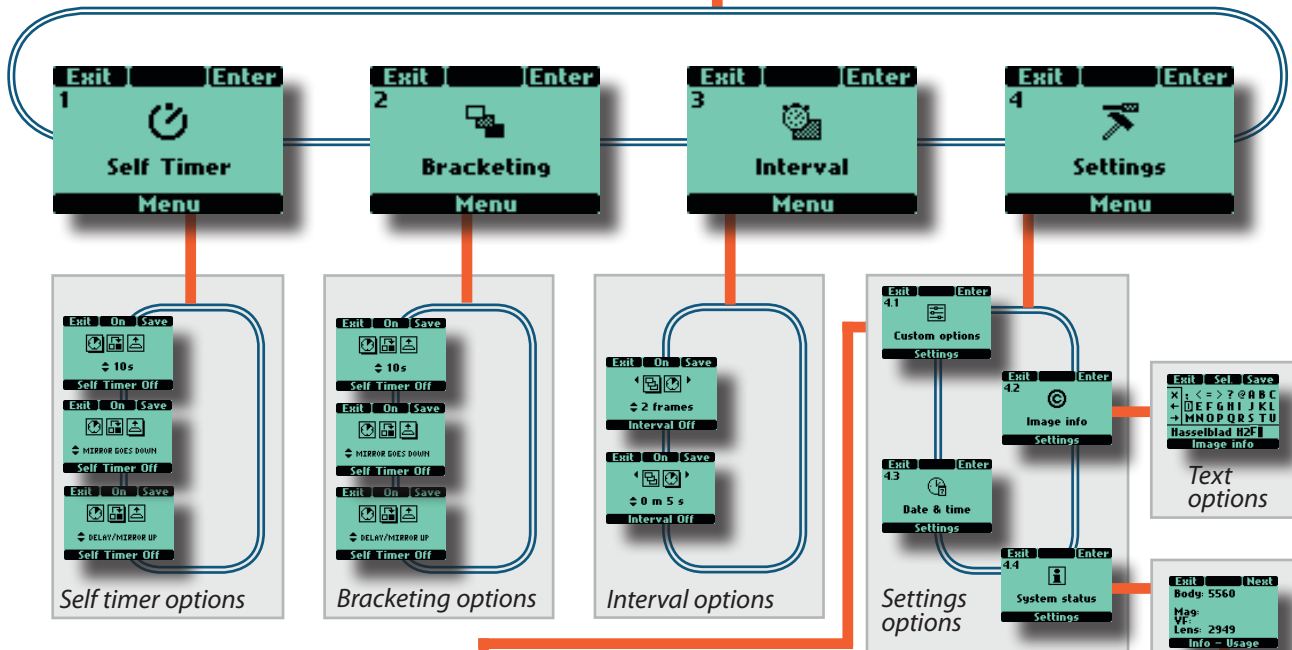 Exit Enter
1
Self Timer
Menu
Exit Enter
2
Bracketing
Menu
Exit Enter
3
Interval
Menu
Exit Enter
4
Settings
Menu
Exit On Save
10s
Self Timer Off
Exit On Save
MIRROR GOES DOWN
Self Timer Off
Exit On Save
DELAY/MIRROR UP
Self Timer Off
Self timer options
Exit On Save
10s
Self Timer Off
Exit On Save
MIRROR GOES DOWN
Self Timer Off
Exit On Save
DELAY/MIRROR UP
Self Timer Off
Bracketing options
Exit On Save
2 frames
Interval Off
Exit On Save
0 m 5 s
Interval Off
Interval options
Exit Enter
4.1
Custom options
Settings
Exit Enter
4.2
©
Image info
Settings
Exit Enter
4.3
Date & time
Settings
Exit Enter
4.4
i
System status
Settings
Settings
options
Exit Sel. Save
× ; < = > ? @ A B C
← D E F G H I J K L
→ M N O P Q R S T U
Hasselblad H2F
Image info
Text
options
Exit Next
Body: 5560
Mag:
VF:
Lens: 2949
Info - Usage